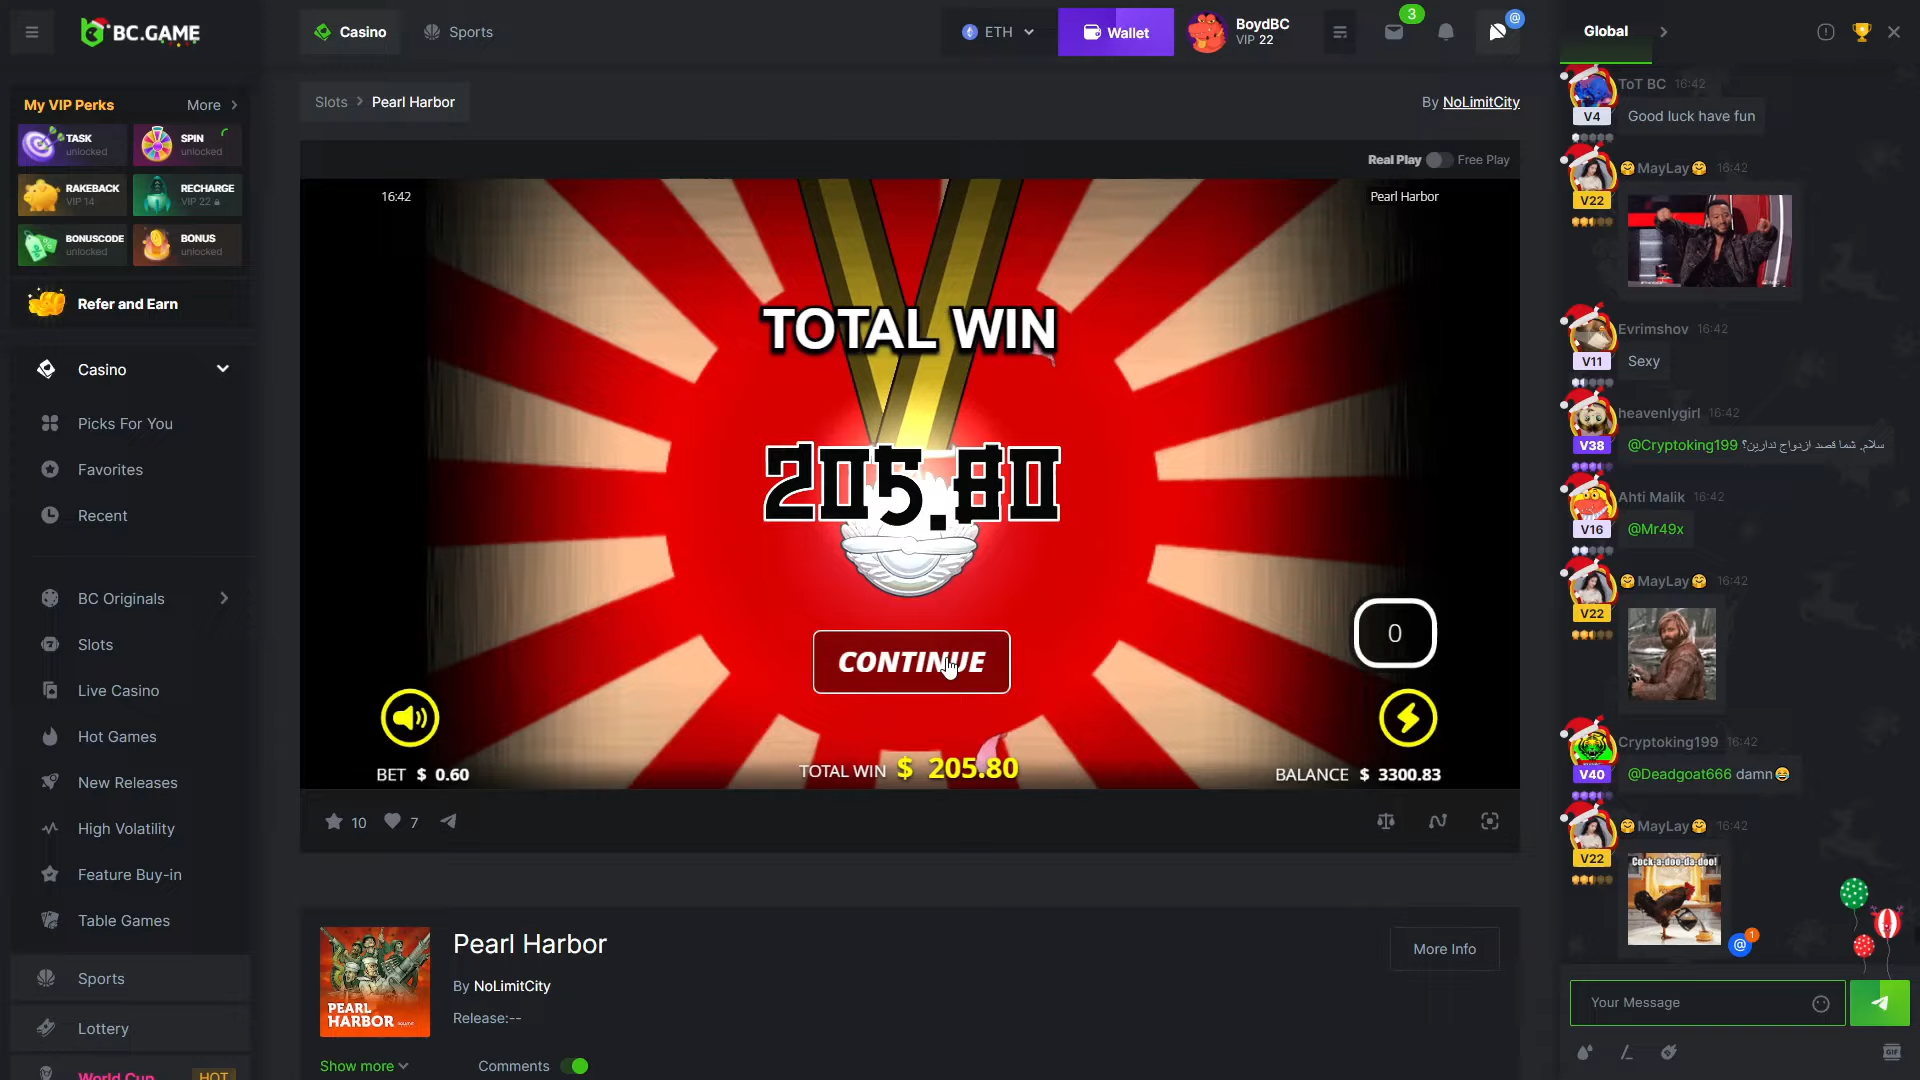 BC.GAME
Casino
Sports
ETH
Wallet
BoydBC
VIP 22
3
@
Global
My VIP Perks
More
TASK
unlocked
SPIN
unlocked
RAKEBACK
VIP 14
RECHARGE
VIP 22
BONUSCODE
unlocked
BONUS
unlocked
Refer and Earn
Casino
Picks For You
Favorites
Recent
BC Originals
Slots
Live Casino
Hot Games
New Releases
High Volatility
Feature Buy-in
Table Games
Sports
Lottery
World Cup
HOT
Slots > Pearl Harbor
By NoLimitCity
Real Play
Free Play
16:42
Pearl Harbor
TOTAL WIN
205.80
CONTINUE
0
BET $ 0.60
TOTAL WIN $ 205.80
BALANCE $ 3300.83
10
7
PEARL HARBOR
Pearl Harbor
By NoLimitCity
Release:--
More Info
Show more
Comments
ToT BC 16:42
V4
Good luck have fun
MayLay 16:42
V22
Evrimshov 16:42
V11
Sexy
heavenlygirl 16:42
V38
@Cryptoking199 سلام. شما قصد ازدواج ندارین؟
Ahti Malik 16:42
V16
@Mr49x
MayLay 16:42
V22
Cryptoking199 16:42
V40
@Deadgoat666 damn😂
MayLay 16:42
V22
Cock-a-doo-da-doo!
@
1
Your Message
GIF